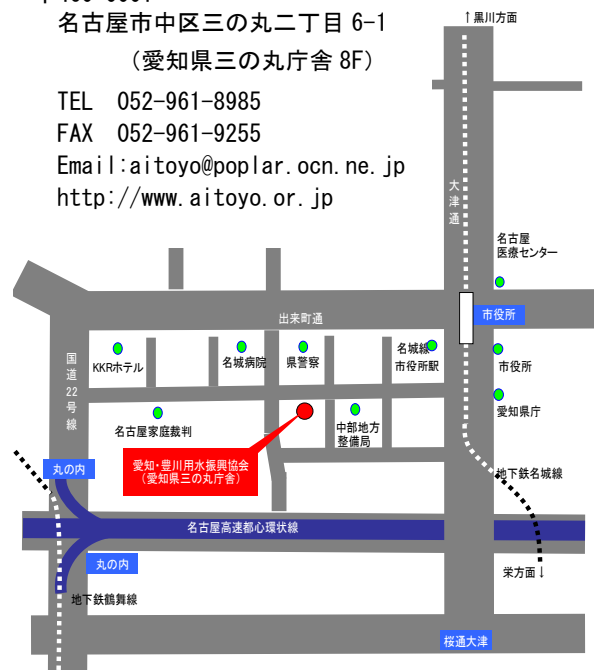 名古屋市中区三の丸二丁目 6-1
（愛知県三の丸庁舎 8F）
TEL 052-961-8985
FAX 052-961-9255
Email:aitoyo@poplar.ocn.ne.jp
http://www.aitoyo.or.jp
↑黒川方面
大津通
名古屋
医療センター
出来町通
市役所
国道22号線
KKRホテル
名城病院
県警察
名城線
市役所駅
市役所
名古屋家庭裁判
中部地方
整備局
愛知県庁
愛知・豊川用水振興協会
（愛知県三の丸庁舎）
丸の内
地下鉄名城線
名古屋高速都心環状線
丸の内
栄方面↓
地下鉄鶴舞線
桜通大津